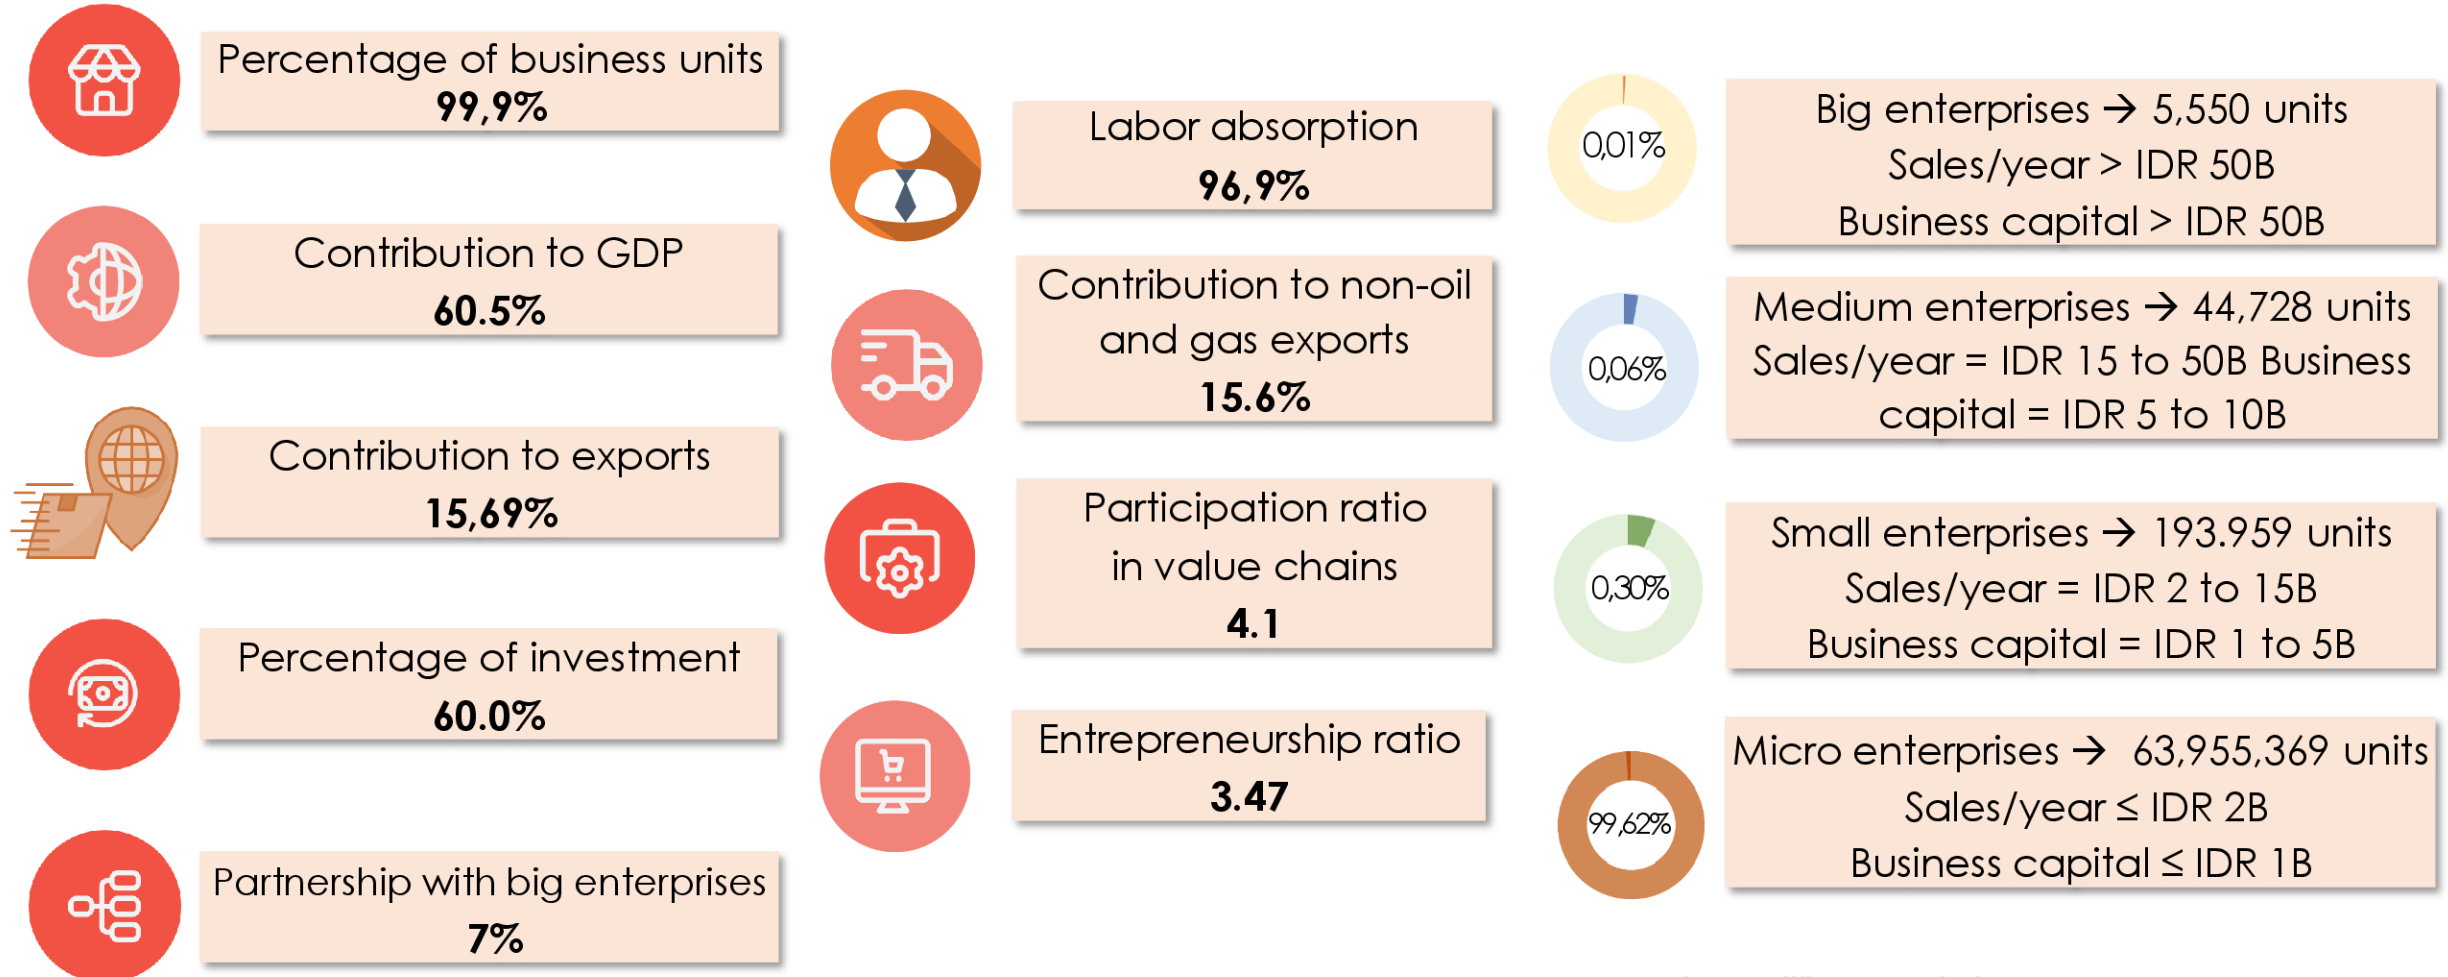 Percentage of business units
99,9%
Contribution to GDP
60.5%
Contribution to exports
15,69%
Percentage of investment
60.0%
Partnership with big enterprises
7%
Labor absorption
96,9%
Contribution to non-oil
and gas exports
15.6%
Participation ratio
in value chains
4.1
Entrepreneurship ratio
3.47
0,01%
Big enterprises → 5,550 units
Sales/year > IDR 50B
Business capital > IDR 50B
0,06%
Medium enterprises → 44,728 units
Sales/year = IDR 15 to 50B Business
capital = IDR 5 to 10B
0,30%
Small enterprises → 193.959 units
Sales/year = IDR 2 to 15B
Business capital = IDR 1 to 5B
99,62%
Micro enterprises → 63,955,369 units
Sales/year ≤ IDR 2B
Business capital ≤ IDR 1B